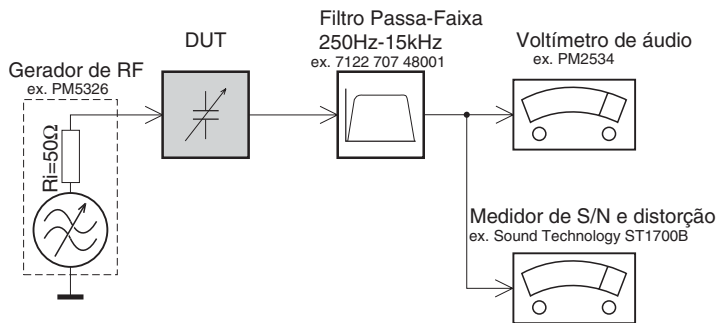 Gerador de RF
ex. PM5326
Ri=50Ω
DUT
Filtro Passa-Faixa
250Hz-15kHz
ex. 7122 707 48001
Voltímetro de áudio
ex. PM2534
Medidor de S/N e distorção
ex. Sound Technology ST1700B